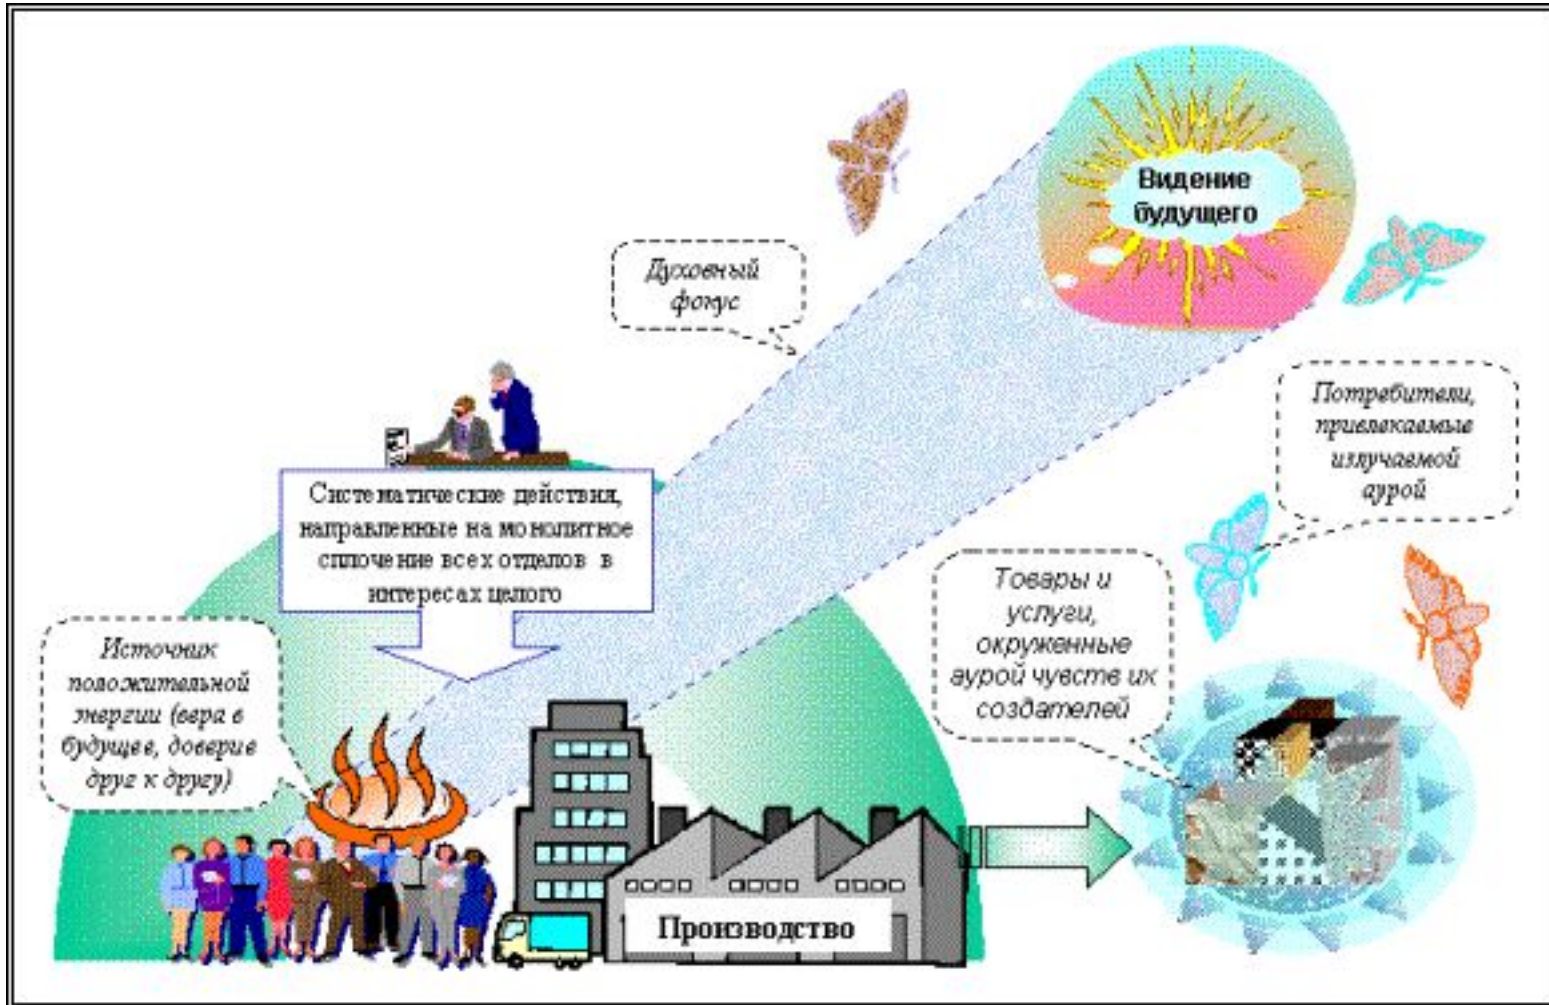 Видение
будущего
Духовный
фокус
Потребители,
привлекаемые
излучаемой
аурой
Систематические действия,
направленные на монолитное
сплочение всех отделов в
интересах целого
Товары и
услуги,
окруженные
аурой чувств их
создателей
Источник
положительной
энергии (вера в
будущее, доверие
друг к другу)
Производство